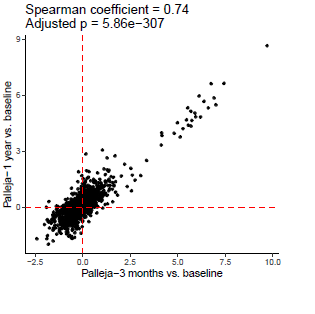 Spearman coefficient = 0.74
Adjusted p = 5.86e−307
9
6
3
0
Palleja−1 year vs. baseline
−2.5
0.0
2.5
5.0
7.5
10.0
Palleja−3 months vs. baseline